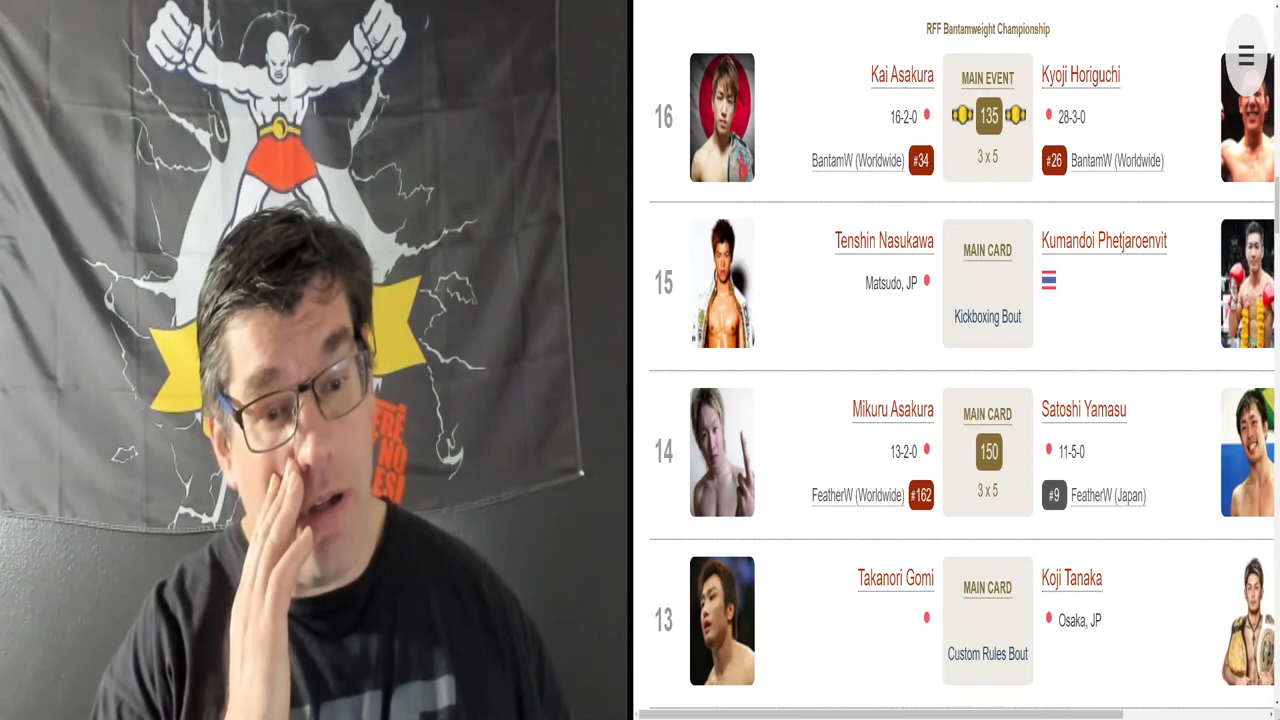 RFF Bantamweight Championship
16
Kai Asakura
16-2-0
BantamW (Worldwide) #34
MAIN EVENT
135
3 x 5
Kyoji Horiguchi
28-3-0
#26 BantamW (Worldwide)
15
Tenshin Nasukawa
Matsudo, JP
MAIN CARD
Kickboxing Bout
Kumandoi Phetjaroenvit
14
Mikuru Asakura
13-2-0
FeatherW (Worldwide) #162
MAIN CARD
150
3 x 5
Satoshi Yamasu
11-5-0
#9 FeatherW (Japan)
13
Takanori Gomi
MAIN CARD
Custom Rules Bout
Koji Tanaka
Osaka, JP